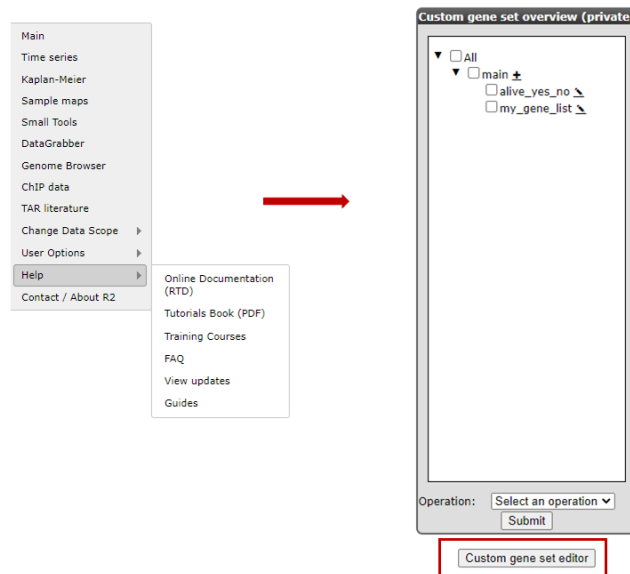 Main
Time series
Kaplan-Meier
Sample maps
Small Tools
DataGrabber
Genome Browser
ChIP data
TAR literature
Change Data Scope
User Options
Help
Contact / About R2
Online Documentation
(RTD)
Tutorials Book (PDF)
Training Courses
FAQ
View updates
Guides
Custom gene set overview (private
All
main +
alive_yes_no
my_gene_list
Operation: Select an operation
Submit
Custom gene set editor